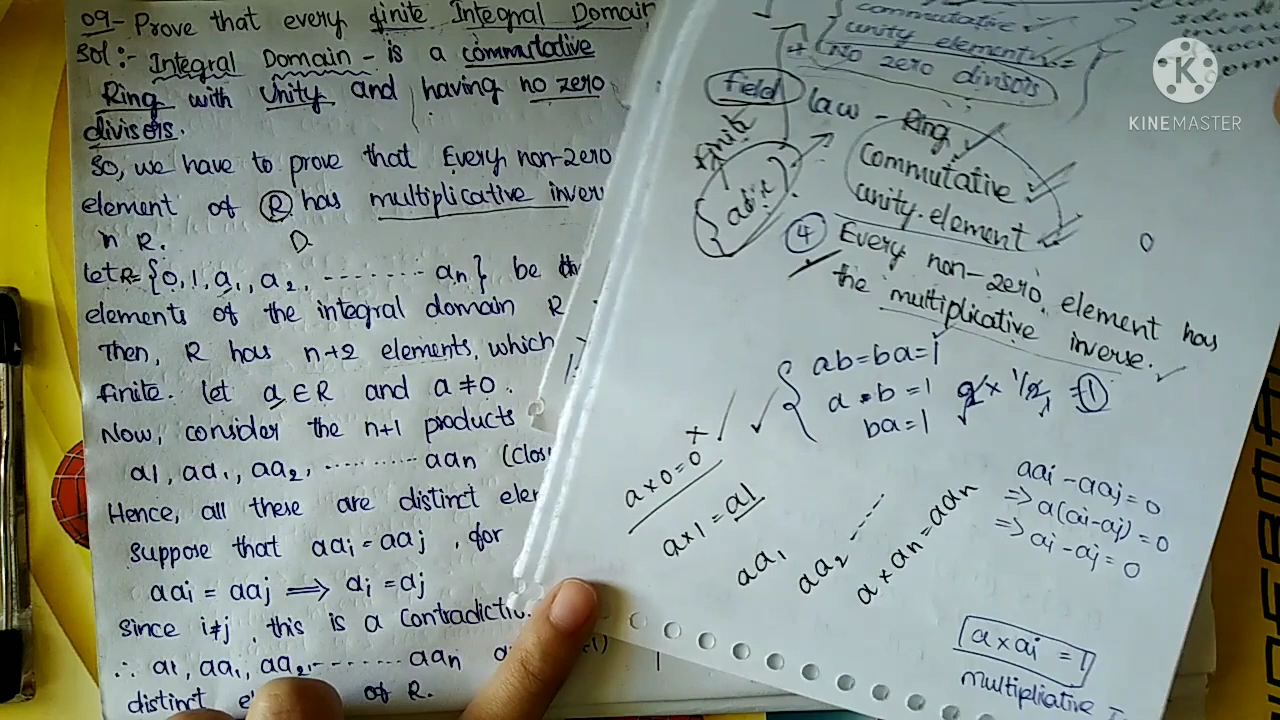 09- Prove that every finite Integral Domain
Sol:- Integral Domain - is a commutative
Ring with Unity and having no zero
divisers.
So, we have to prove that Every non-zero
element of R has multiplicative inver
n R. D
let R = {0, 1, a1, a2, ........ an} be th
elements of the integral domain R
Then, R has n+2 elements, which
finite. let a ∈ R and a ≠ 0.
Now, consider the n+1 products
a1, aa1, aa2, .......... aan (Clos
Hence, all these are distinct eler
Suppose that aai = aaj , for
aai = aaj ⟹ ai = aj
Since i≠j, this is a contradictiu
∴ a1, aa1, aa2, ........ aan
distinct e of R.
commutative
unity element
+ No zero divisors
field law - Ring
Commutative
unity. element
finite
④ Every non-zero element has
the multiplicative inverse.
0
ab = ba = 1
a • b = 1
ba = 1
a x 0 = 0
a x 1 = a1
aa1
aa2 ----
a x an = aan
aai - aaj = 0
⇒ a(ai - aj) = 0
⇒ ai - aj = 0
a x ai = 1
multiplicative
K
KINEMASTER